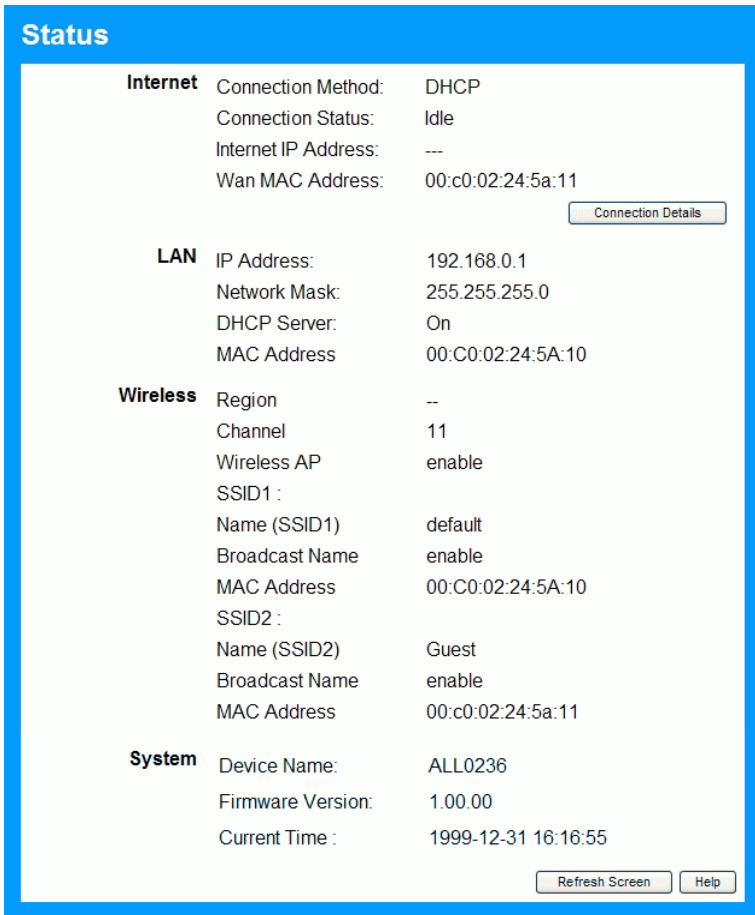 Status
Internet Connection Method: DHCP
Connection Status: Idle
Internet IP Address: ---
Wan MAC Address: 00:c0:02:24:5a:11
Connection Details
LAN IP Address: 192.168.0.1
Network Mask: 255.255.255.0
DHCP Server: On
MAC Address 00:C0:02:24:5A:10
Wireless Region --
Channel 11
Wireless AP enable
SSID1 :
Name (SSID1) default
Broadcast Name enable
MAC Address 00:C0:02:24:5A:10
SSID2 :
Name (SSID2) Guest
Broadcast Name enable
MAC Address 00:c0:02:24:5a:11
System Device Name: ALL0236
Firmware Version: 1.00.00
Current Time : 1999-12-31 16:16:55
Refresh Screen Help